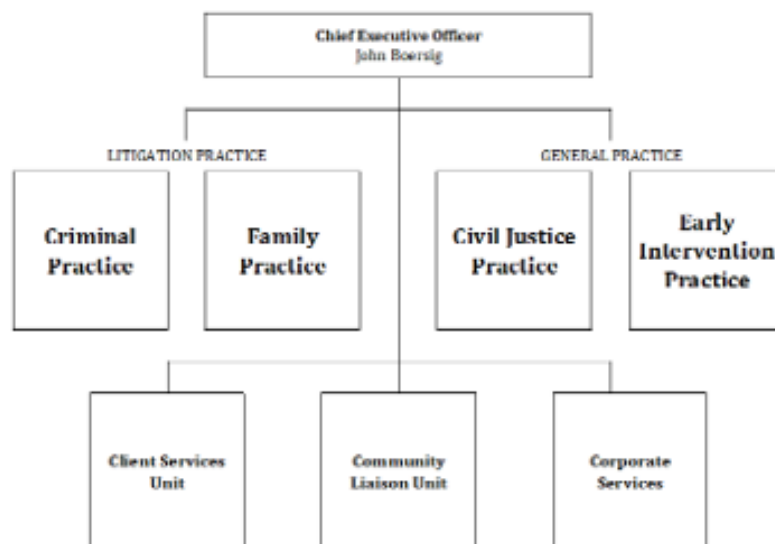 Chief Executive Officer
John Boersig
LITIGATION PRACTICE
GENERAL PRACTICE
Criminal
Practice
Family
Practice
Civil Justice
Practice
Early
Intervention
Practice
Client Services
Unit
Community
Liaison Unit
Corporate
Services